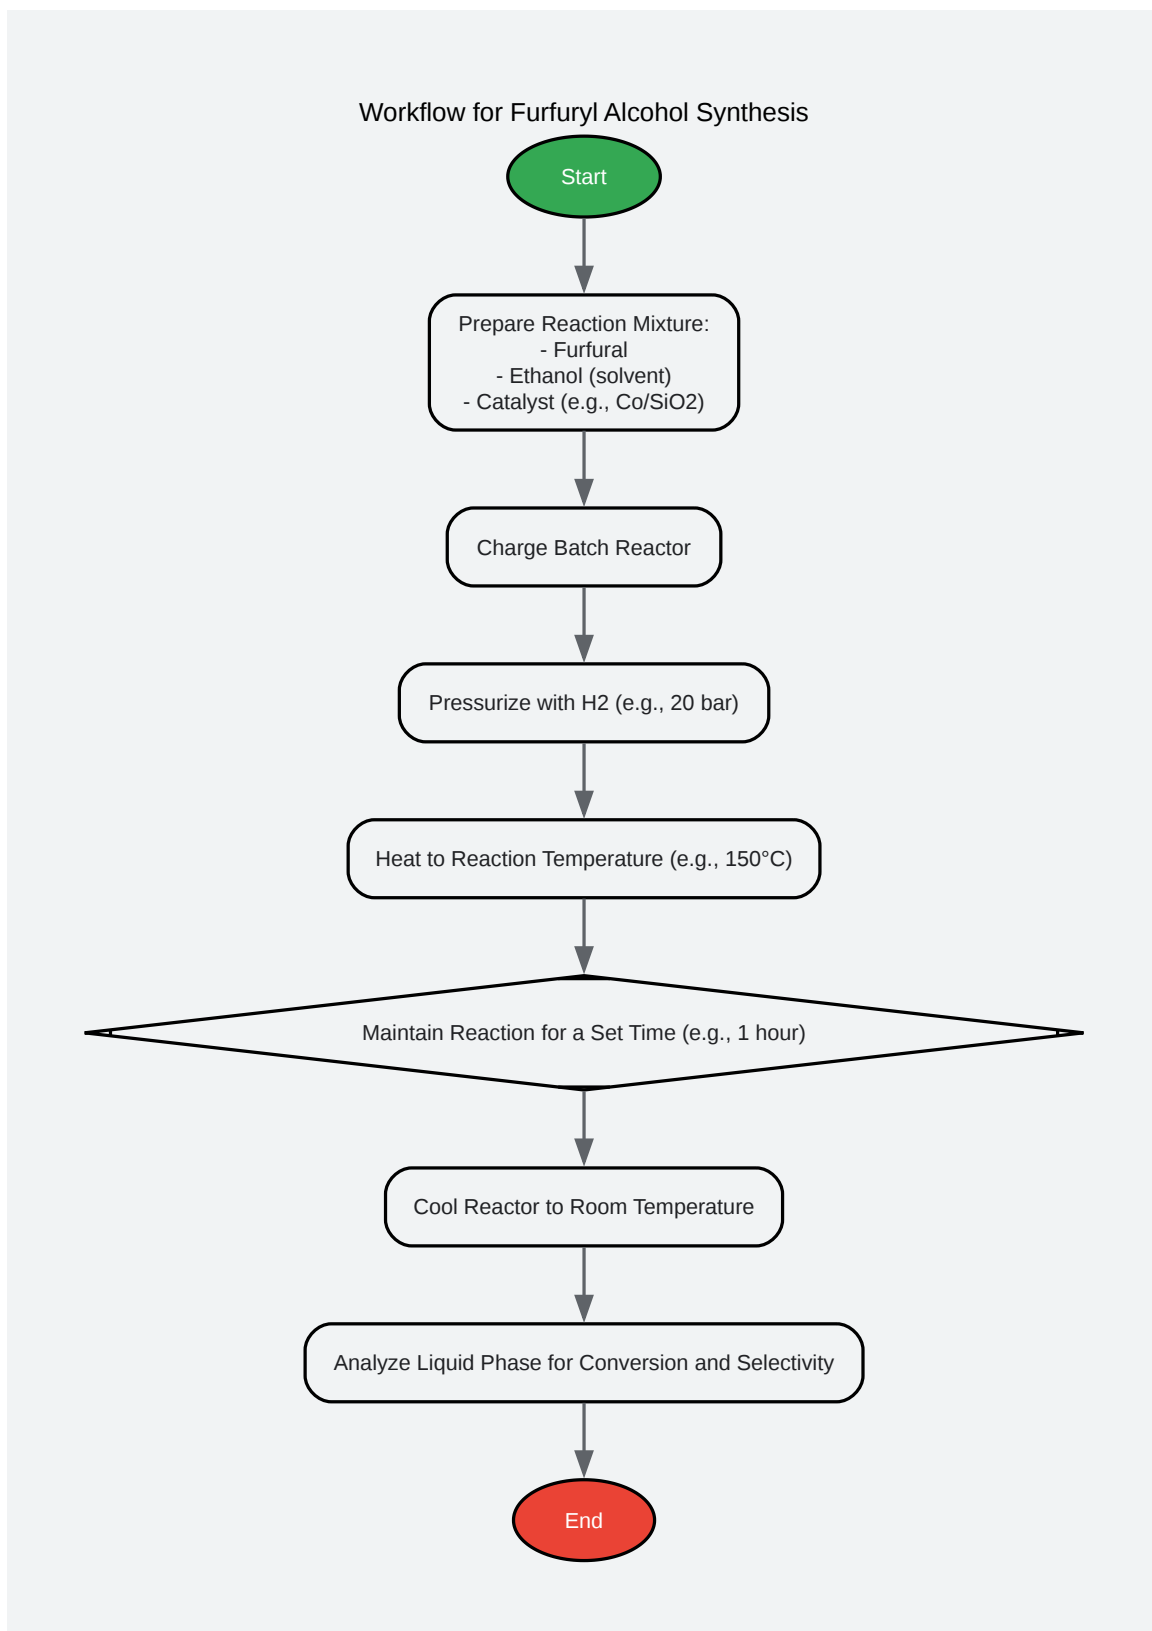 Workflow for Furfuryl Alcohol Synthesis
Start
Prepare Reaction Mixture:
- Furfural
- Ethanol (solvent)
- Catalyst (e.g., Co/SiO2)
Charge Batch Reactor
Pressurize with H2 (e.g., 20 bar)
Heat to Reaction Temperature (e.g., 150°C)
Maintain Reaction for a Set Time (e.g., 1 hour)
Cool Reactor to Room Temperature
Analyze Liquid Phase for Conversion and Selectivity
End